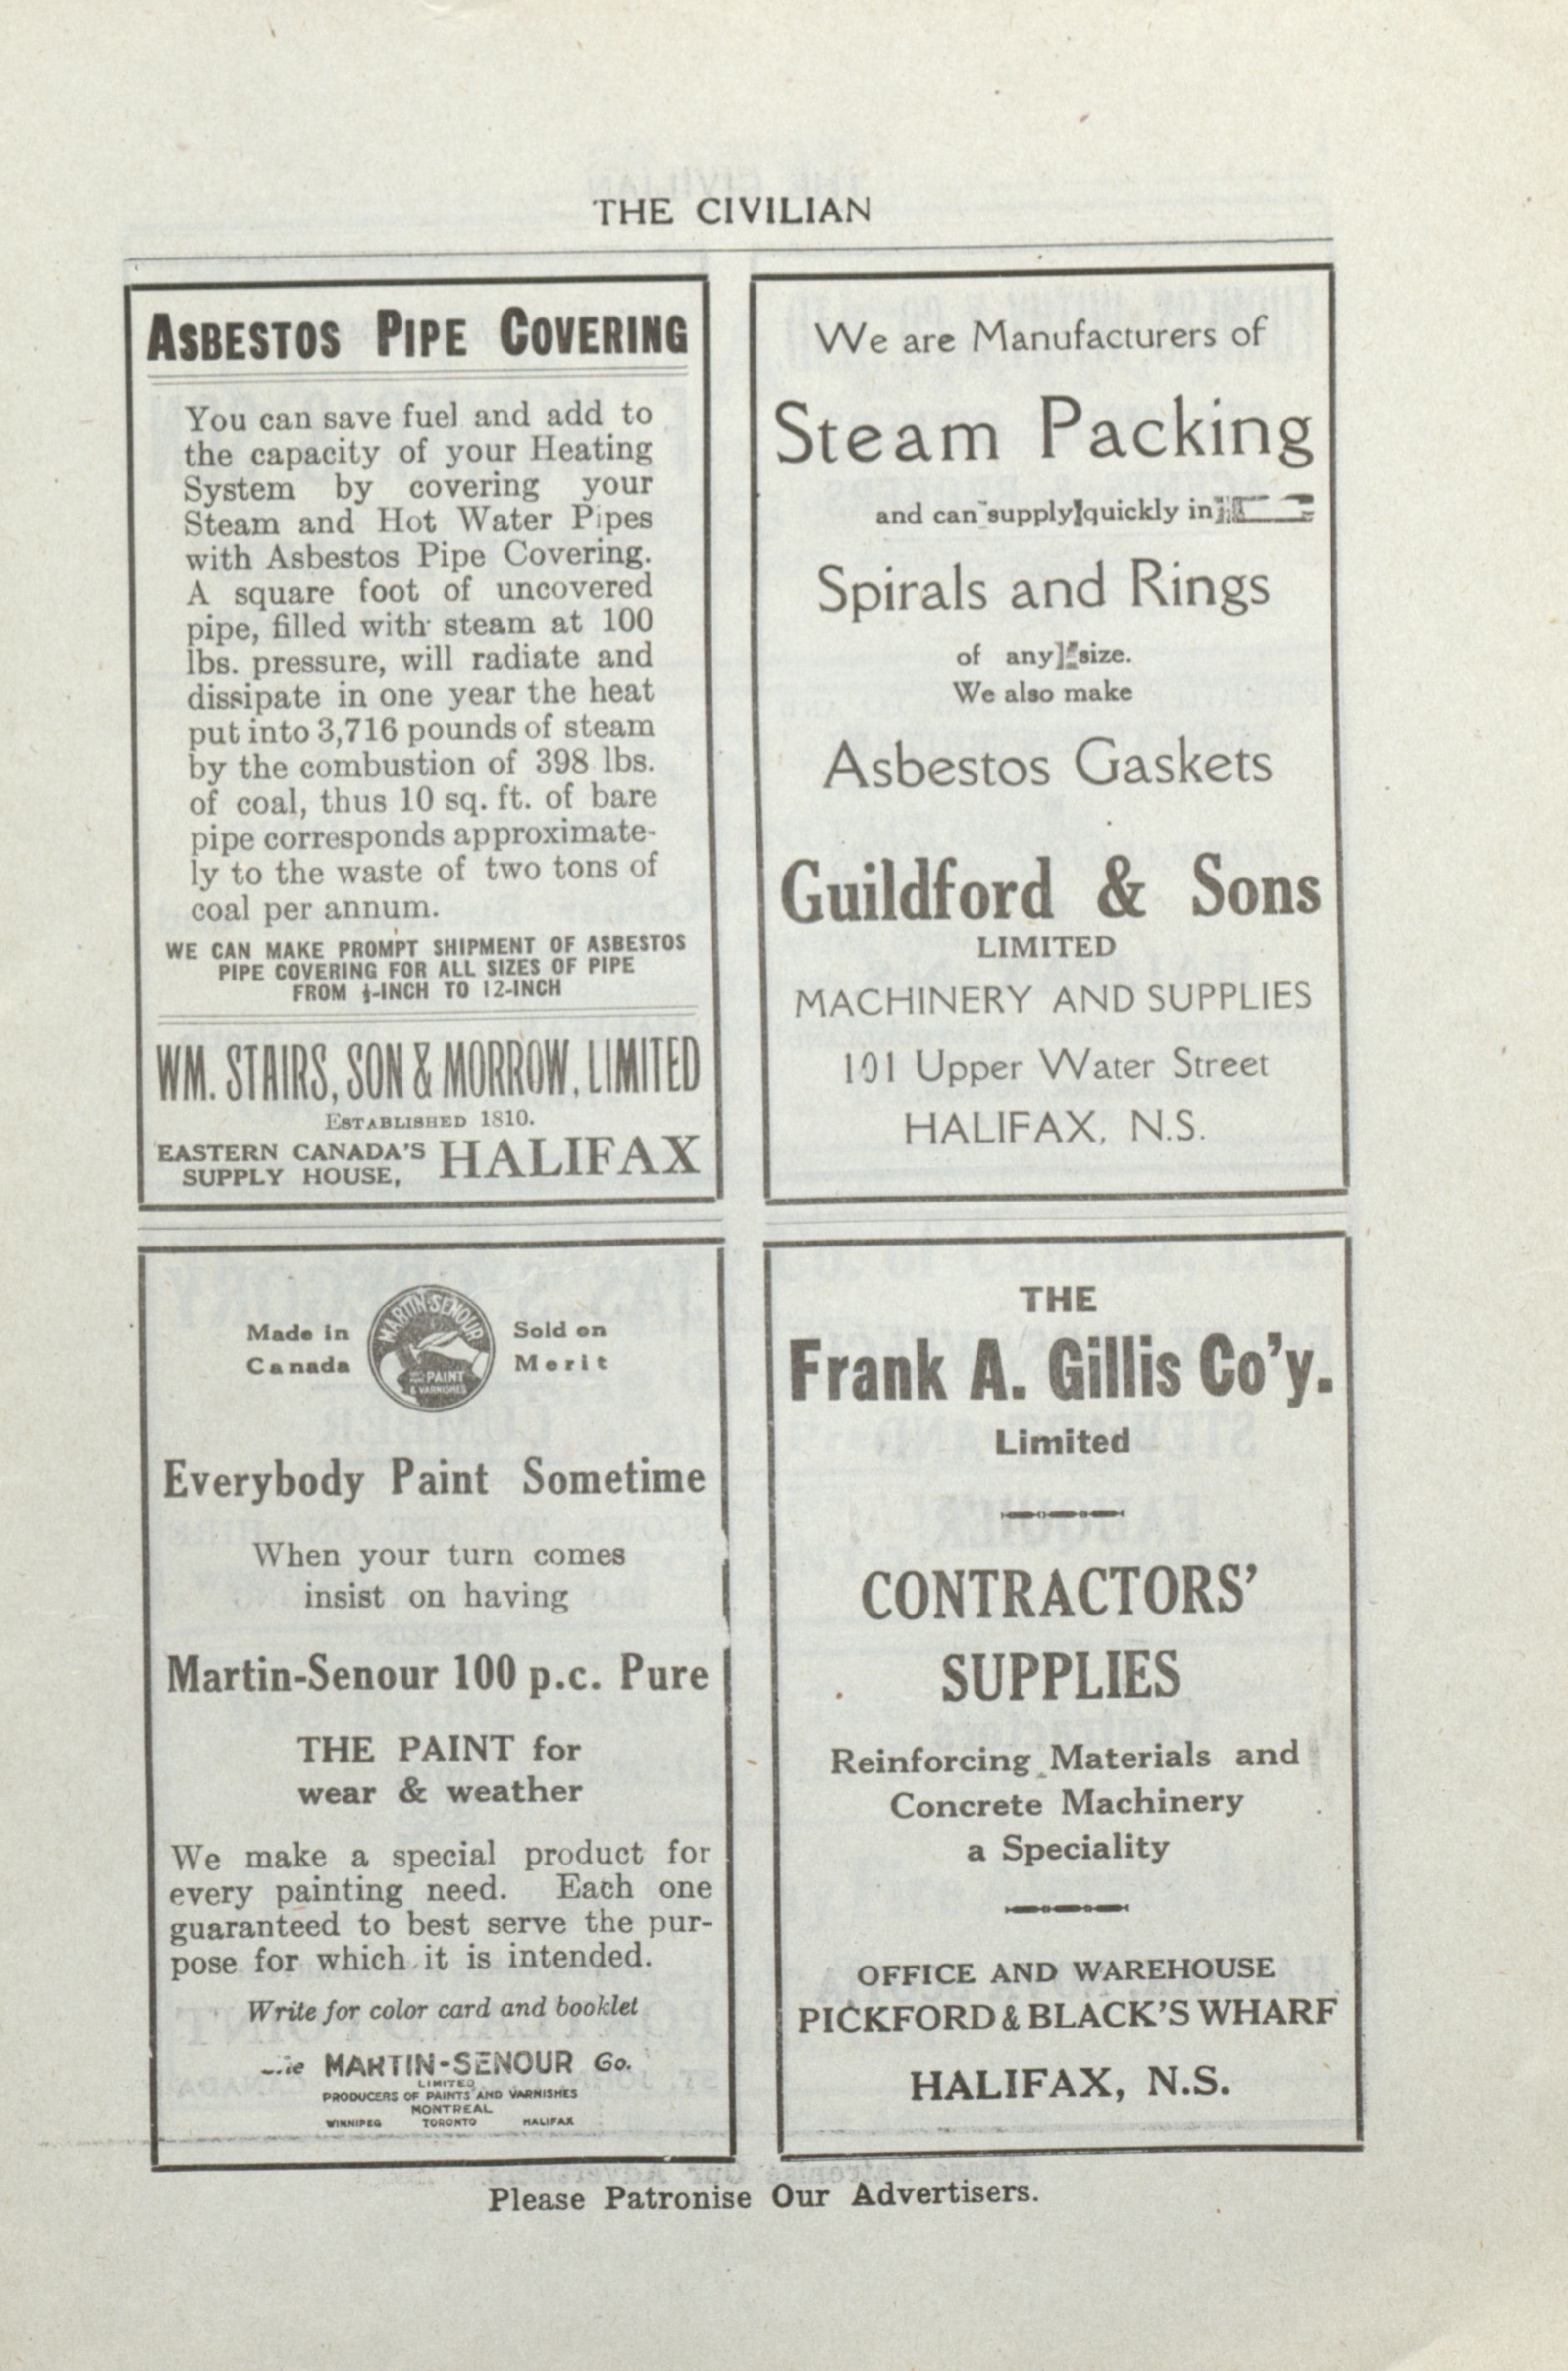 THE CIVILIAN
ASBESTOS PIPE COVERING
You can save fuel and add to
the capacity of your Heating
System by covering your
Steam and Hot Water Pipes
with Asbestos Pipe Covering.
A square foot of uncovered
pipe, filled with steam at 100
lbs. pressure, will radiate and
dissipate in one year the heat
put into 3,716 pounds of steam
by the combustion of 398 lbs.
of coal, thus 10 sq. ft. of bare
pipe corresponds approximate-
ly to the waste of two tons of
coal per annum.
WE CAN MAKE PROMPT SHIPMENT OF ASBESTOS
PIPE COVERING FOR ALL SIZES OF PIPE
FROM -INCH TO 12-INCH
WM. STAIRS, SON & MORROW, LIMITED
ESTABLISHED 1810.
EASTERN CANADA'S
SUPPLY HOUSE, HALIFAX
We are Manufacturers of
Steam Packing
and can supply quickly in
Spirals and Rings
of any size.
We also make
Asbestos Gaskets
Guildford & Sons
LIMITED
MACHINERY AND SUPPLIES
101 Upper Water Street
HALIFAX, N.S.
Made in
Canada
MARTIN-SENOUR
PAINT
& VARNISHES
Sold on
Merit
Everybody Paint Sometime
When your turn comes
insist on having
Martin-Senour 100 p.c. Pure
THE PAINT for
wear & weather
We make a special product for
every painting need. Each one
guaranteed to best serve the pur-
pose for which it is intended.
Write for color card and booklet
MARTIN-SENOUR Co.
LIMITED
PRODUCERS OF PAINTS AND VARNISHES
MONTREAL
WINNIPEG TORONTO HALIFAX
THE
Frank A. Gillis Co'y.
Limited
CONTRACTORS'
SUPPLIES
Reinforcing Materials and
Concrete Machinery
a Speciality
OFFICE AND WAREHOUSE
PICKFORD & BLACK'S WHARF
HALIFAX, N.S.
Please Patronise Our Advertisers.